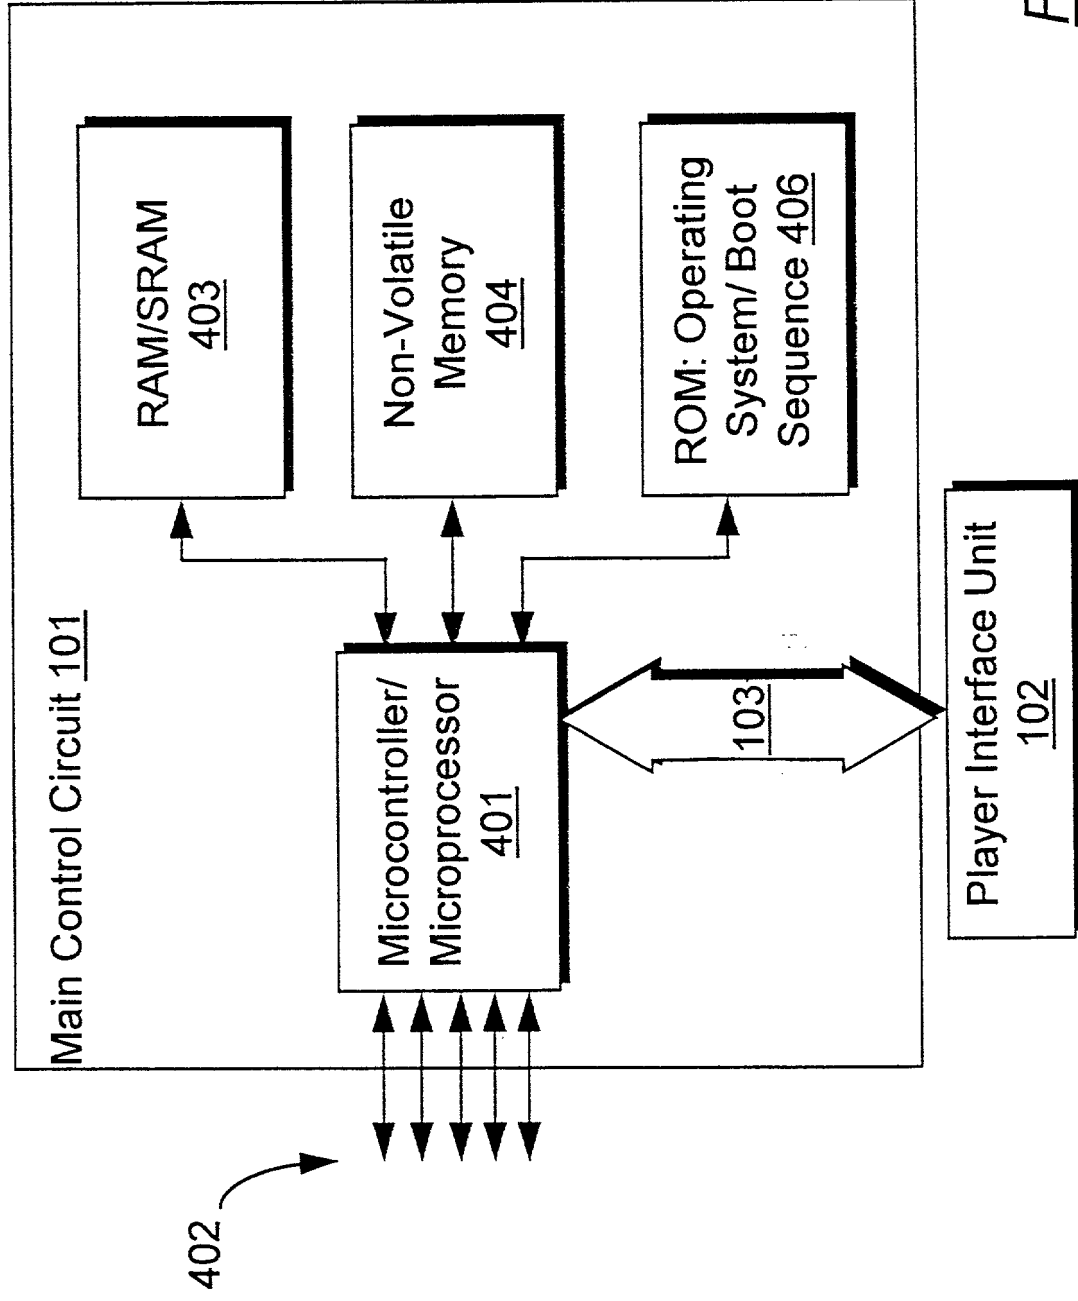 Main Control Circuit 101
RAM/SRAM
403
Non-Volatile
Memory
404
ROM: Operating
System/ Boot
Sequence 406
Microcontroller/
Microprocessor
401
402
103
Player Interface Unit
102